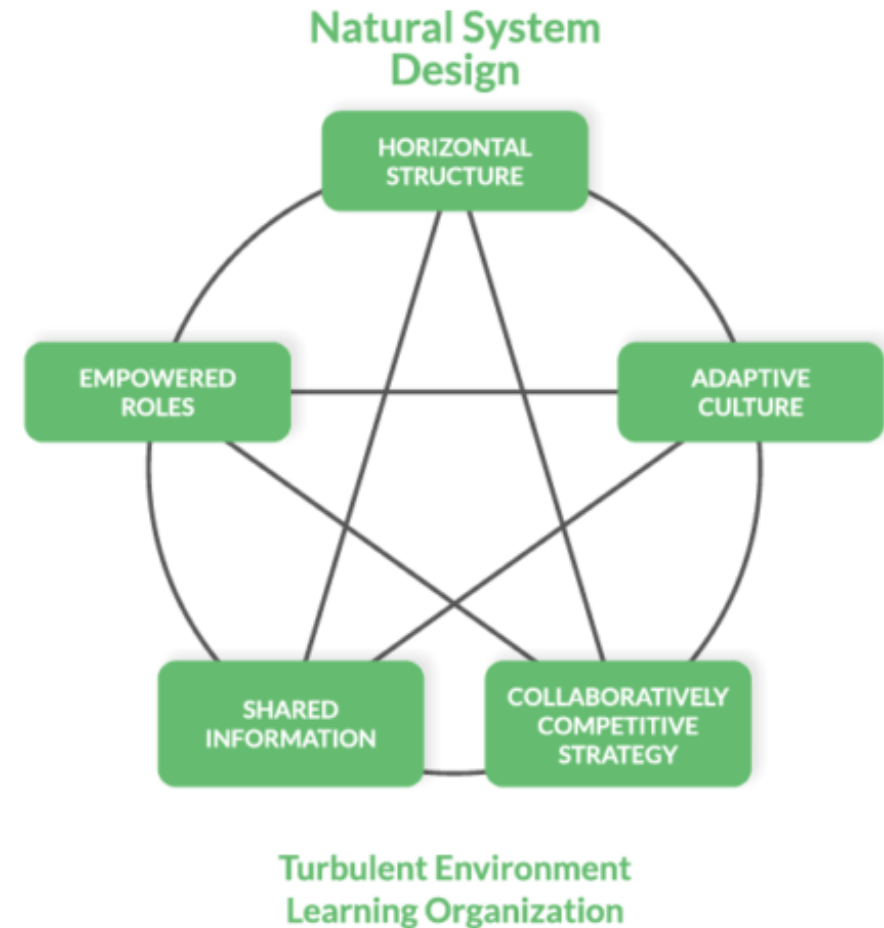 Natural System
Design
HORIZONTAL
STRUCTURE
EMPOWERED
ROLES
ADAPTIVE
CULTURE
SHARED
INFORMATION
COLLABORATIVELY
COMPETITIVE
STRATEGY
Turbulent Environment
Learning Organization